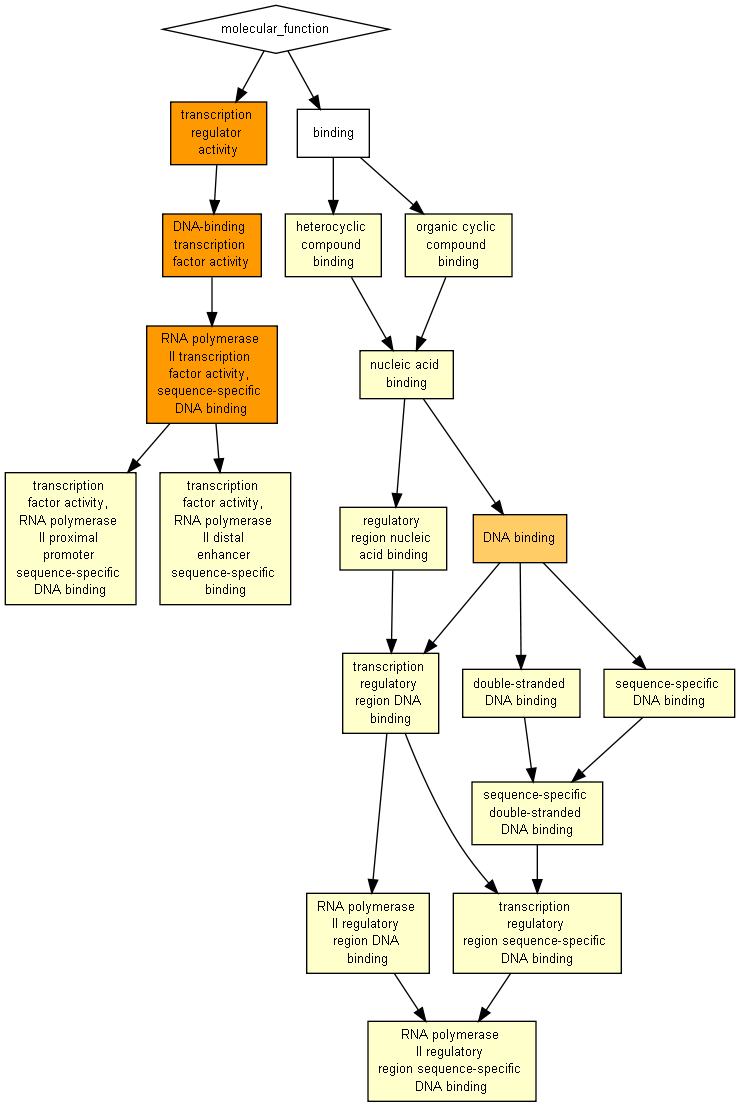 molecular_function
transcription
regulator
activity
binding
DNA-binding
transcription
factor activity
heterocyclic
compound
binding
organic cyclic
compound
binding
RNA polymerase
II transcription
factor activity,
sequence-specific
DNA binding
nucleic acid
binding
transcription
factor activity,
RNA polymerase
II proximal
promoter
sequence-specific
DNA binding
transcription
factor activity,
RNA polymerase
II distal
enhancer
sequence-specific
binding
regulatory
region nucleic
acid binding
DNA binding
transcription
regulatory
region DNA
binding
double-stranded
DNA binding
sequence-specific
DNA binding
sequence-specific
double-stranded
DNA binding
RNA polymerase
II regulatory
region DNA
binding
transcription
regulatory
region sequence-specific
DNA binding
RNA polymerase
II regulatory
region sequence-specific
DNA binding